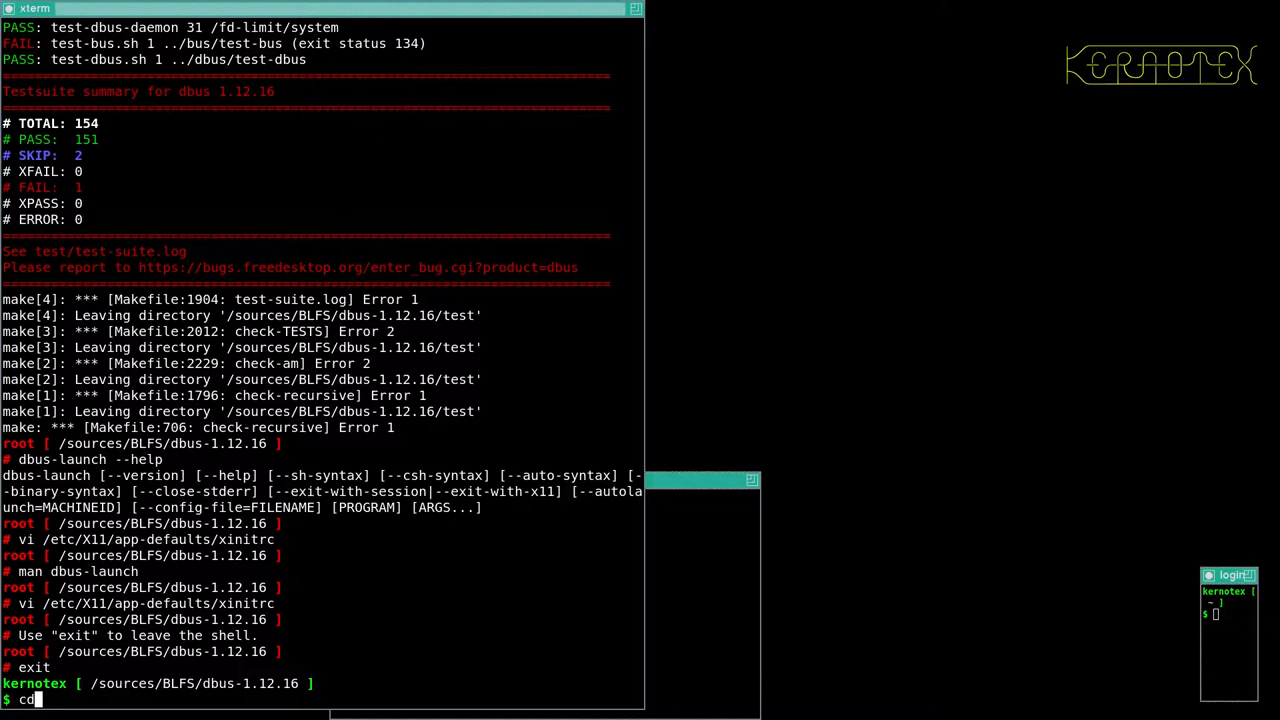 xterm
PASS: test-dbus-daemon 31 /fd-limit/system
FAIL: test-bus.sh 1 ../bus/test-bus (exit status 134)
PASS: test-dbus.sh 1 ../dbus/test-dbus
============================================================================
Testsuite summary for dbus 1.12.16
============================================================================
# TOTAL: 154
# PASS:  151
# SKIP:  2
# XFAIL: 0
# FAIL:  1
# XPASS: 0
# ERROR: 0
============================================================================
See test/test-suite.log
Please report to https://bugs.freedesktop.org/enter_bug.cgi?product=dbus
============================================================================
make[4]: *** [Makefile:1904: test-suite.log] Error 1
make[4]: Leaving directory '/sources/BLFS/dbus-1.12.16/test'
make[3]: *** [Makefile:2012: check-TESTS] Error 2
make[3]: Leaving directory '/sources/BLFS/dbus-1.12.16/test'
make[2]: *** [Makefile:2229: check-am] Error 2
make[2]: Leaving directory '/sources/BLFS/dbus-1.12.16/test'
make[1]: *** [Makefile:1796: check-recursive] Error 1
make[1]: Leaving directory '/sources/BLFS/dbus-1.12.16/test'
make: *** [Makefile:706: check-recursive] Error 1
root [ /sources/BLFS/dbus-1.12.16 ]
# dbus-launch --help
dbus-launch [--version] [--help] [--sh-syntax] [--csh-syntax] [--auto-syntax] [-
-binary-syntax] [--close-stderr] [--exit-with-session|--exit-with-x11] [--autola
unch=MACHINEID] [--config-file=FILENAME] [PROGRAM] [ARGS...]
root [ /sources/BLFS/dbus-1.12.16 ]
# vi /etc/X11/app-defaults/xinitrc
root [ /sources/BLFS/dbus-1.12.16 ]
# man dbus-launch
root [ /sources/BLFS/dbus-1.12.16 ]
# vi /etc/X11/app-defaults/xinitrc
root [ /sources/BLFS/dbus-1.12.16 ]
# Use "exit" to leave the shell.
root [ /sources/BLFS/dbus-1.12.16 ]
# exit
kernotex [ /sources/BLFS/dbus-1.12.16 ]
$ cd
KERNOTEX
login
kernotex [
~ ]
$